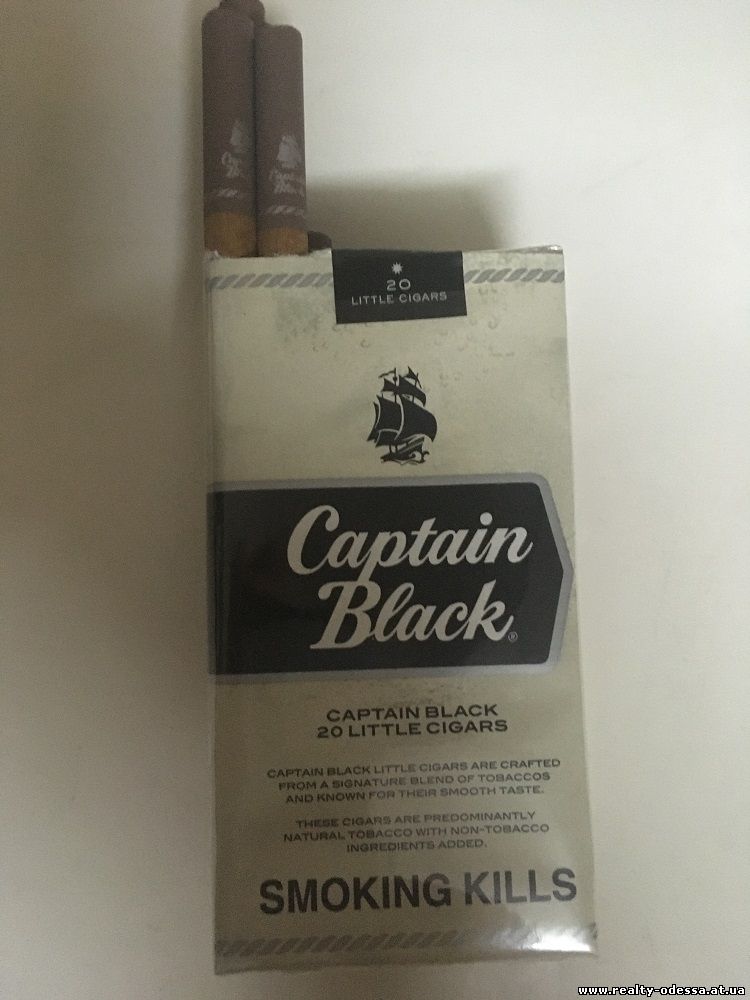 Captain
Black
20
LITTLE CIGARS
Captain
Black®
CAPTAIN BLACK
20 LITTLE CIGARS
CAPTAIN BLACK LITTLE CIGARS ARE CRAFTED
FROM A SIGNATURE BLEND OF TOBACCOS
AND KNOWN FOR THEIR SMOOTH TASTE.
THESE CIGARS ARE PREDOMINANTLY
NATURAL TOBACCO WITH NON-TOBACCO
INGREDIENTS ADDED.
SMOKING KILLS
www.realty-odessa.at.ua